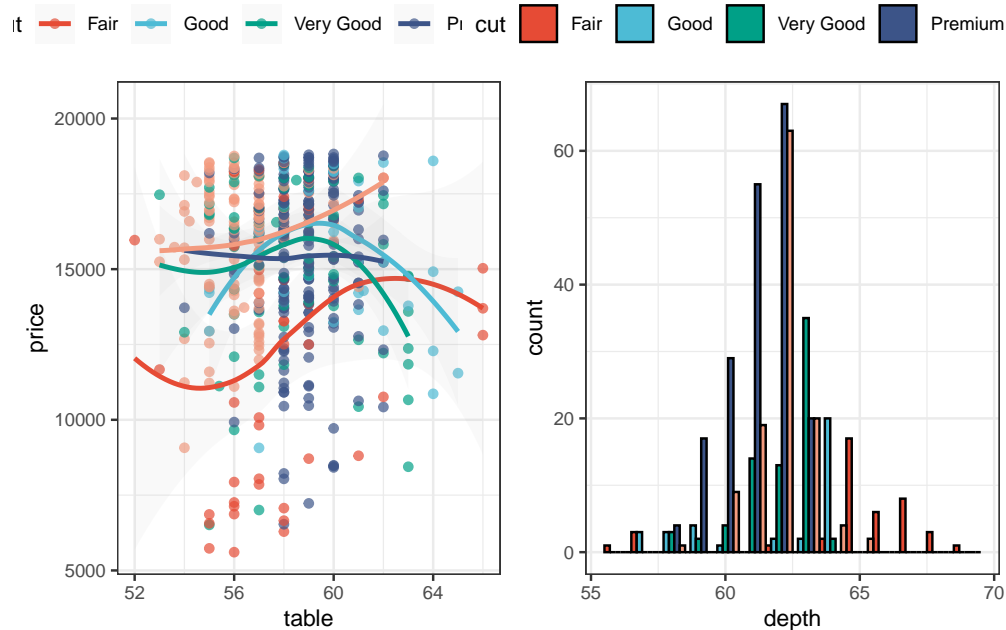 Fair Good Very Good
cut Fair Good Very Good Premium
20000
15000
10000
5000
price
52 56 60 64
table
60
40
20
0
count
55 60 65 70
depth